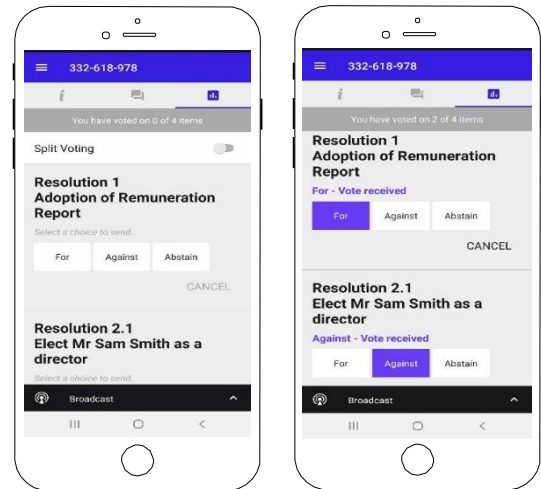 332-618-978
You have voted on 0 of 4 items
Split Voting
Resolution 1
Adoption of Remuneration
Report
Select a choice to send.
For Against Abstain
CANCEL
Resolution 2.1
Elect Mr Sam Smith as a
director
Select a choice to send.
Broadcast
332-618-978
You have voted on 2 of 4 items
Resolution 1
Adoption of Remuneration
Report
For - Vote received
For Against Abstain
CANCEL
Resolution 2.1
Elect Mr Sam Smith as a
director
Against - Vote received
For Against Abstain
Broadcast